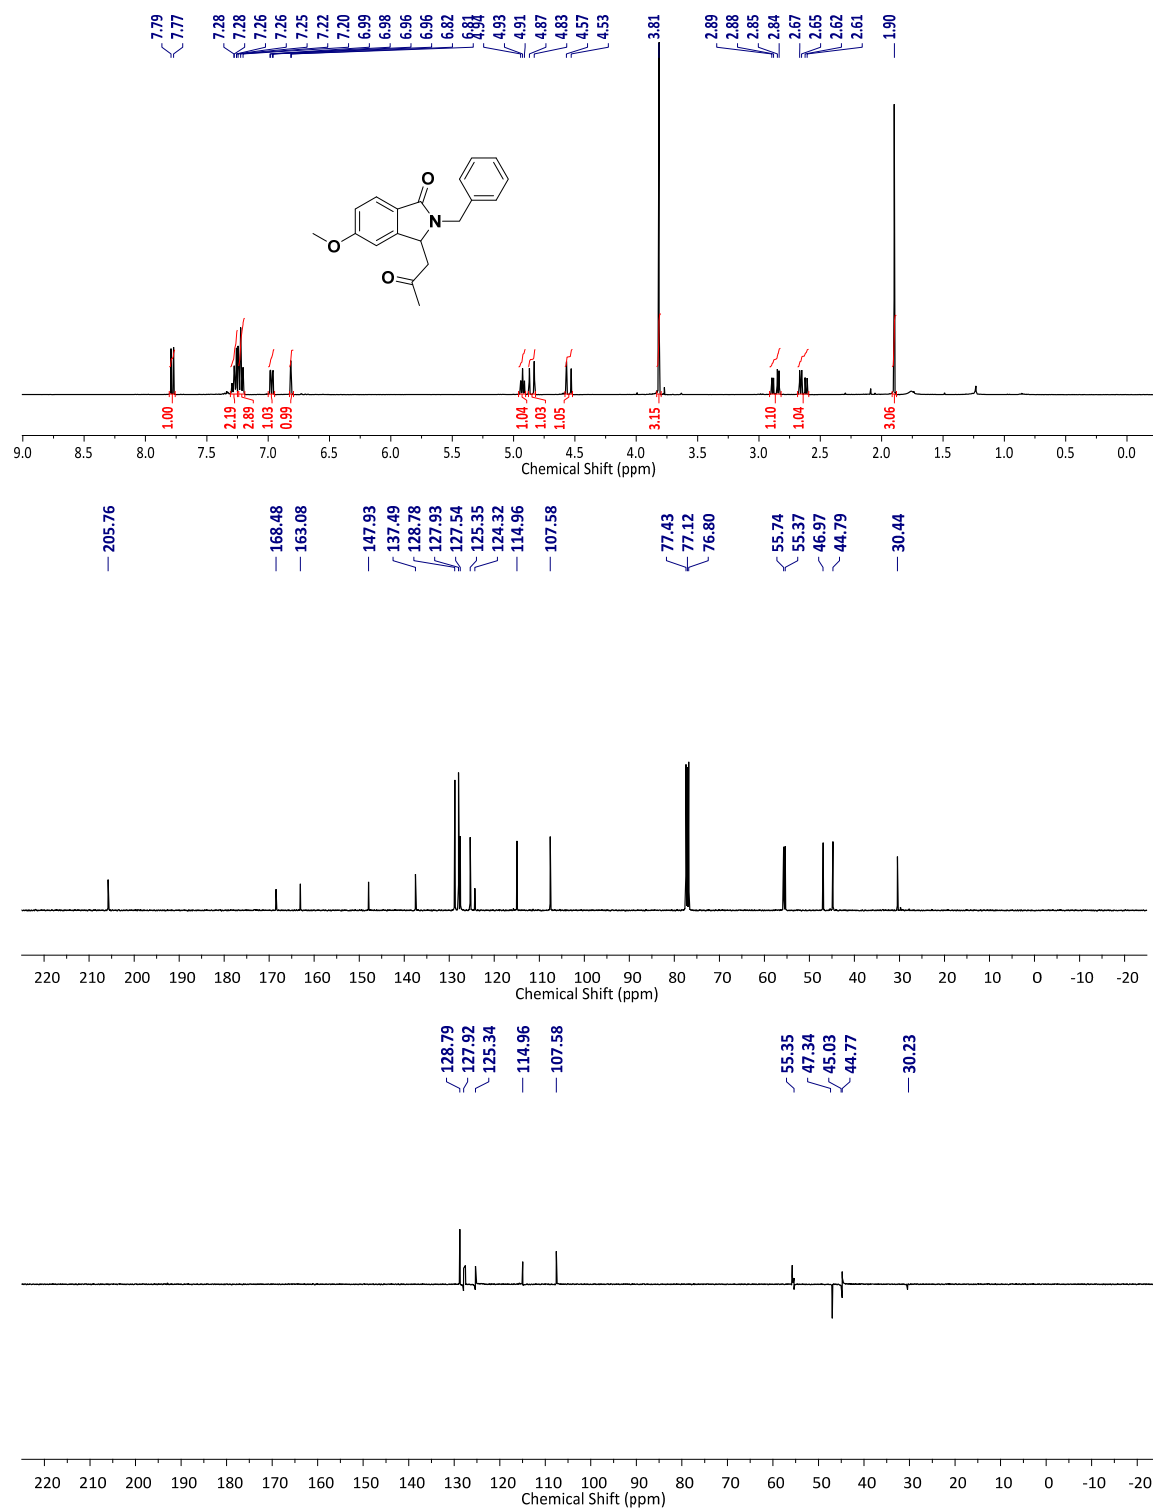 7.79 7.77 7.28 7.28 7.26 7.26 7.25 7.22 7.20 6.99 6.98 6.96 6.96 6.82 6.81 4.94 4.93 4.91 4.87 4.83 4.57 4.53 3.81 2.89 2.88 2.85 2.84 2.67 2.65 2.62 2.61 1.90
O
N
O
O
1.00 2.19 2.89 1.03 0.99 1.04 1.03 1.05 3.15 1.10 1.04 3.06
9.0 8.5 8.0 7.5 7.0 6.5 6.0 5.5 5.0 4.5 4.0 3.5 3.0 2.5 2.0 1.5 1.0 0.5 0.0
Chemical Shift (ppm)
205.76 168.48 163.08 147.93 137.49 128.78 127.93 127.54 125.35 124.32 114.96 107.58 77.43 77.12 76.80 55.74 55.37 46.97 44.79 30.44
220 210 200 190 180 170 160 150 140 130 120 110 100 90 80 70 60 50 40 30 20 10 0 -10 -20
Chemical Shift (ppm)
128.79 127.92 125.34 114.96 107.58 55.35 47.34 45.03 44.77 30.23
220 210 200 190 180 170 160 150 140 130 120 110 100 90 80 70 60 50 40 30 20 10 0 -10 -20
Chemical Shift (ppm)